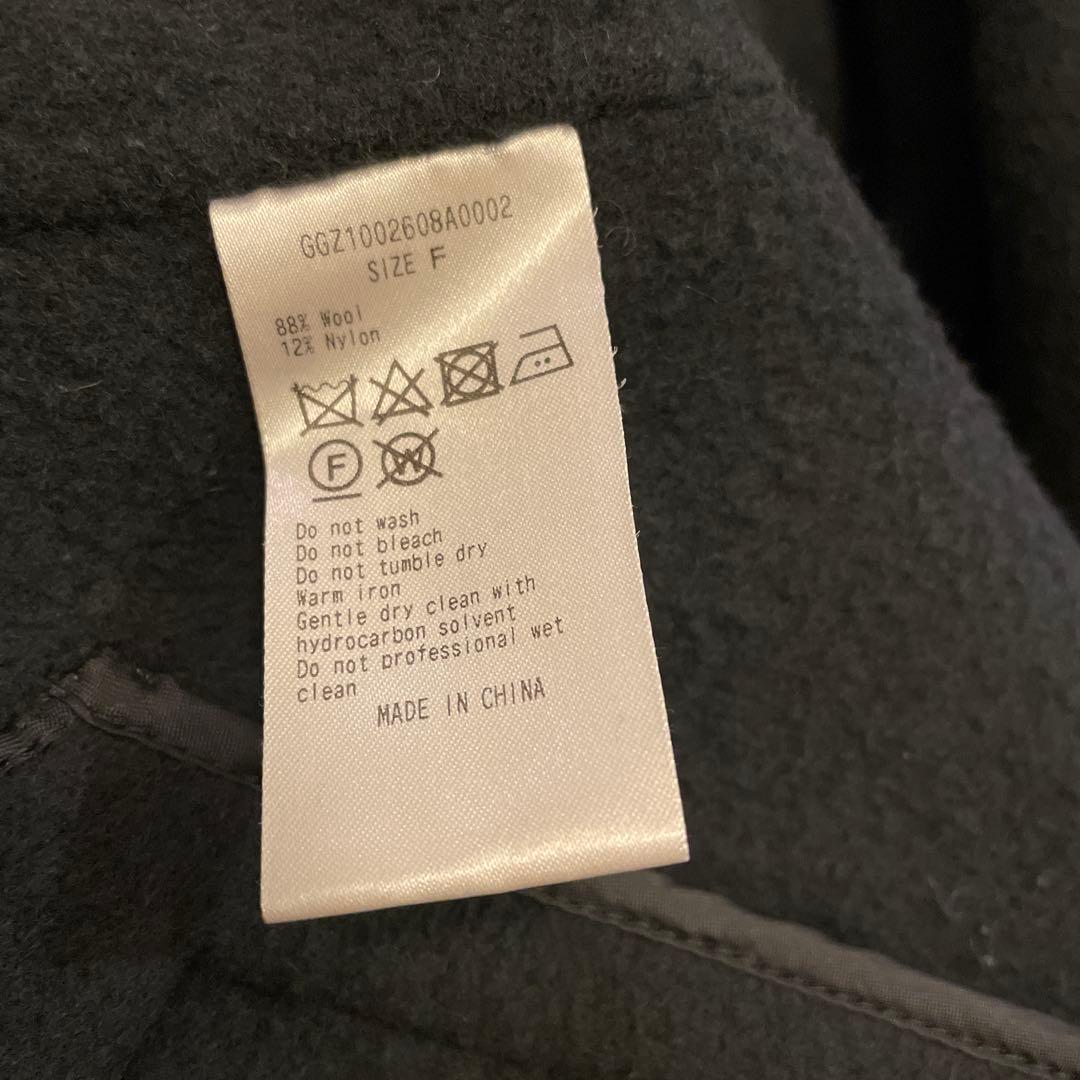 GGZ1002608A0002
SIZE F
88% Wool
12% Nylon
F W
Do not wash
Do not bleach
Do not tumble dry
Warm iron
Gentle dry clean with
hydrocarbon solvent
Do not professional wet
clean
MADE IN CHINA